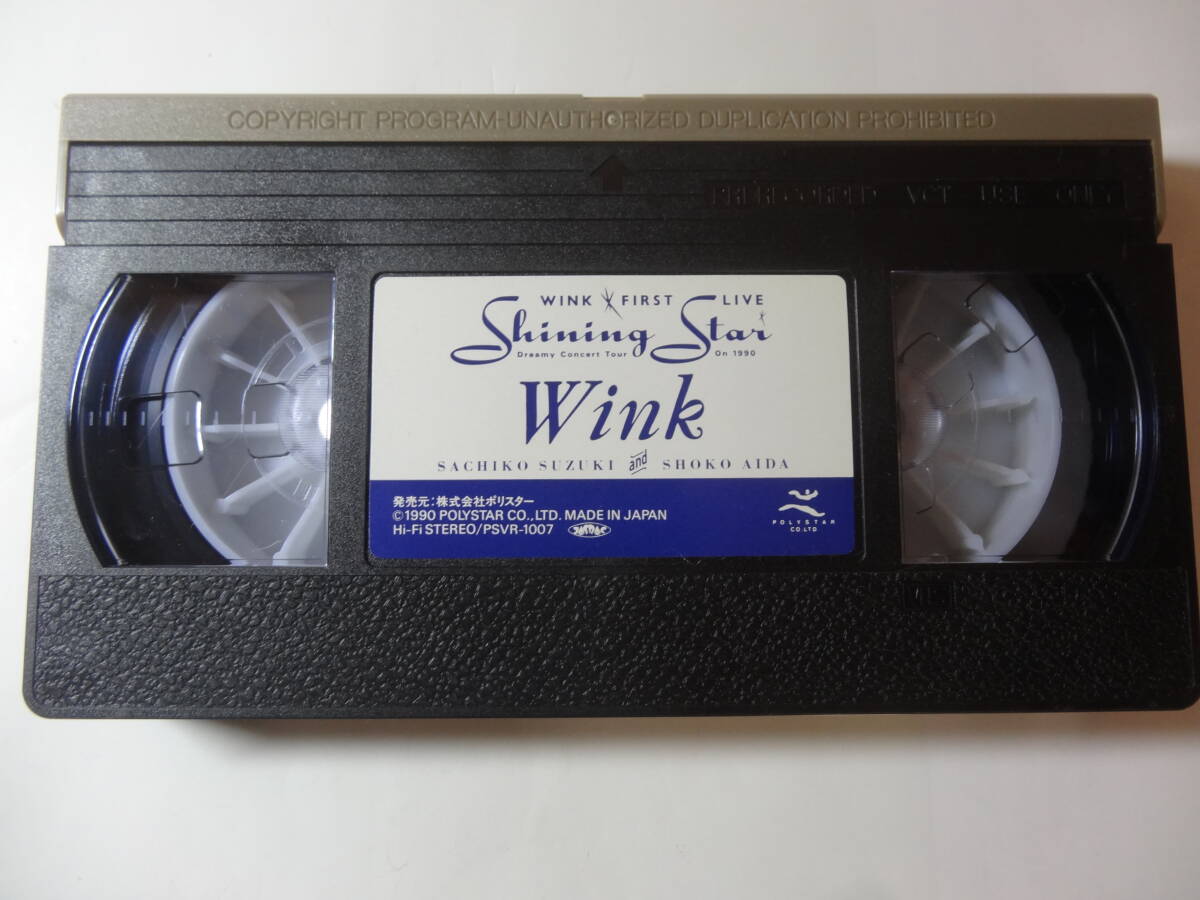 COPYRIGHT PROGRAM-UNAUTHORIZED DUPLICATION PROHIBITED
PRERECORDED VCT USE ONLY
WINK FIRST LIVE
Shining Star
Dreamy Concert Tour On 1990
Wink
SACHIKO SUZUKI and SHOKO AIDA
発売元:株式会社ポリスター
©1990 POLYSTAR CO.,LTD. MADE IN JAPAN
Hi-Fi STEREO/PSVR-1007
POLYSTAR
CO.LTD